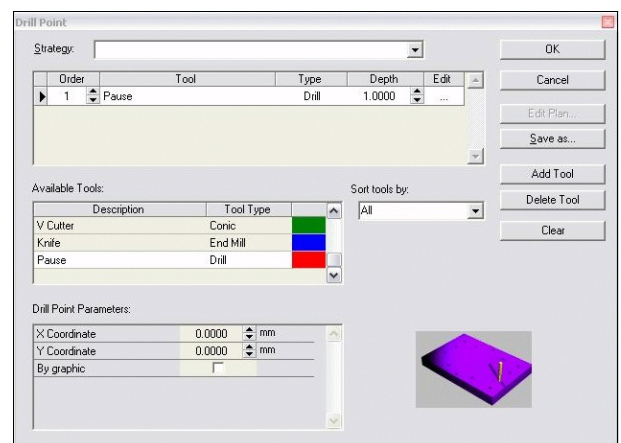 Drill Point
Strategy:
OK
Order Tool Type Depth Edit
1 Pause Drill 1.0000 ...
Cancel
Edit Plan...
Save as...
Add Tool
Delete Tool
Clear
Available Tools:
Sort tools by:
Description Tool Type
All
V Cutter Conic
Knife End Mill
Pause Drill
Drill Point Parameters:
X Coordinate 0.0000 mm
Y Coordinate 0.0000 mm
By graphic